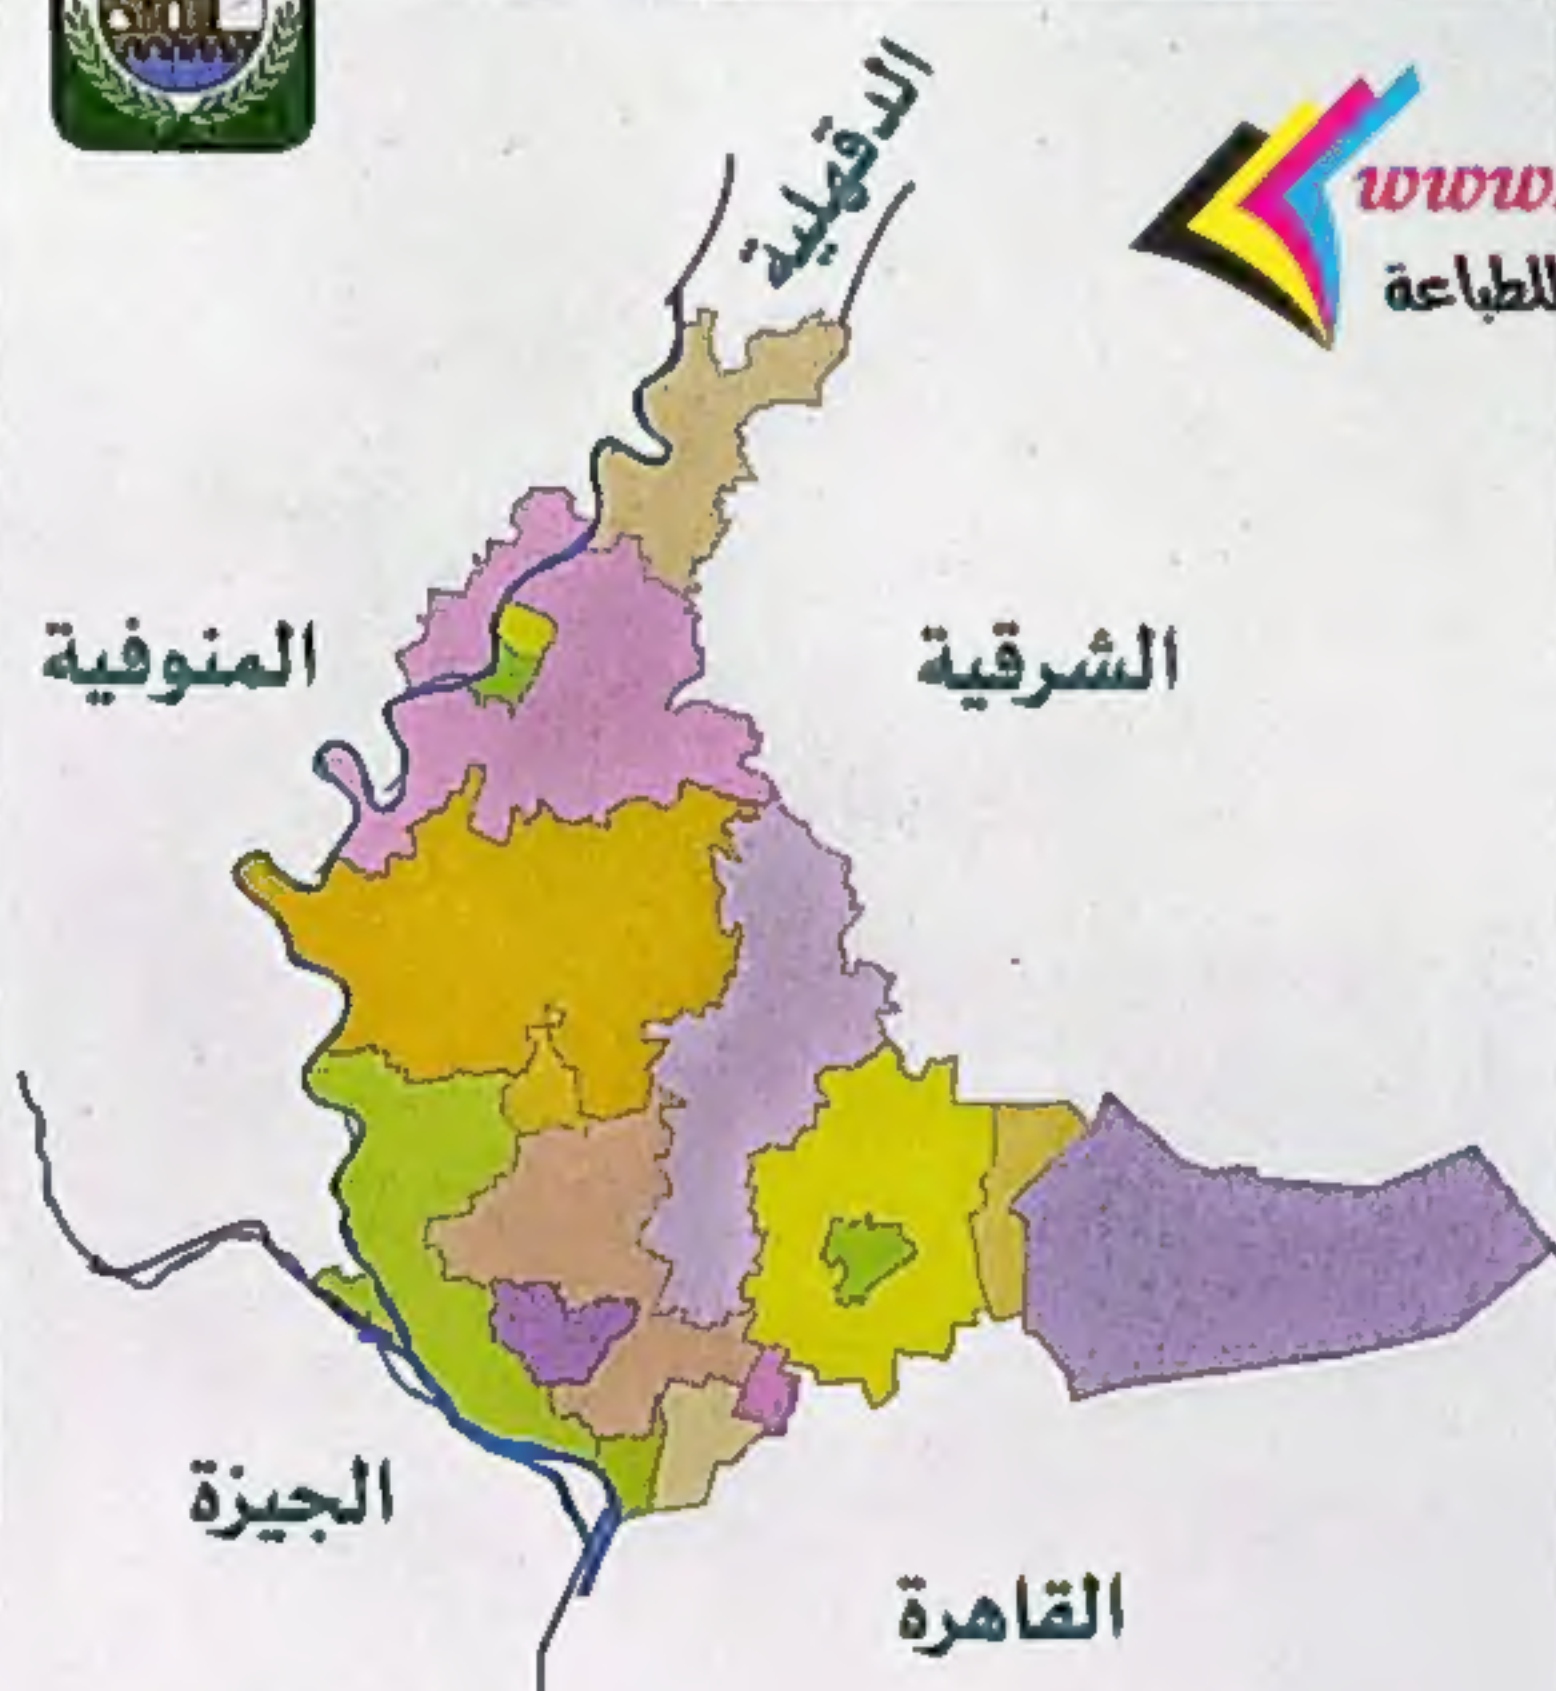 الدقهلية
www.
للطباعة
المنوفية
الشرقية
الجيزة
القاهرة